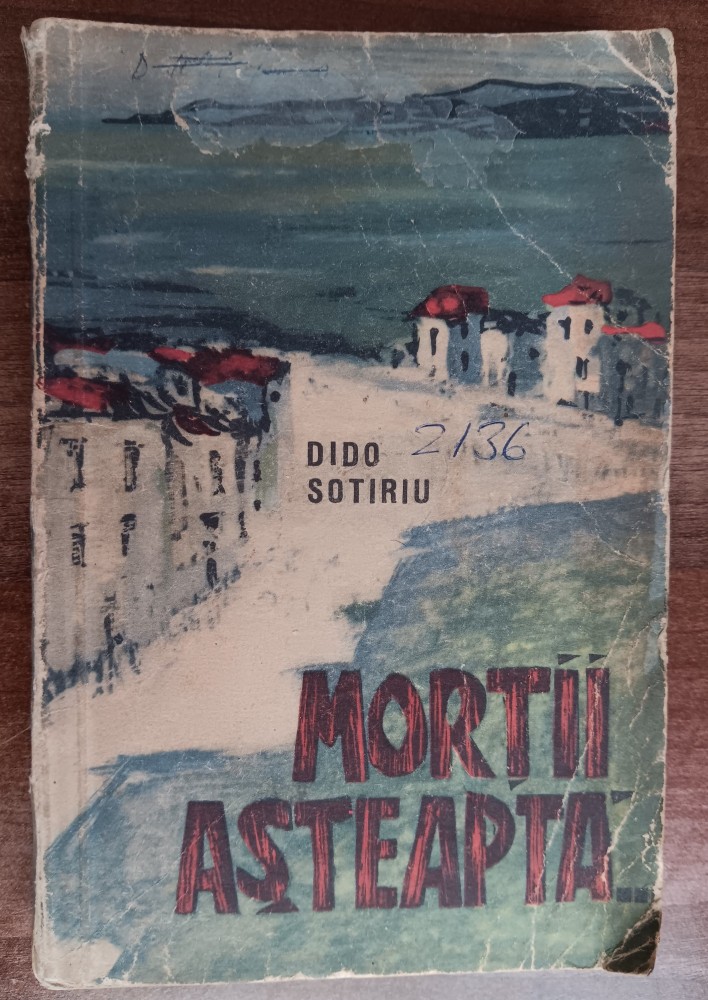 DIDO 2136
SOTIRIU
MORȚII
AȘTEAPTĂ...